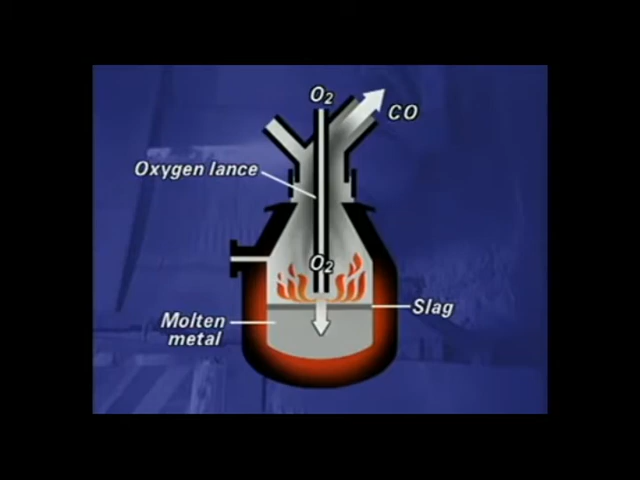 O2
CO
Oxygen lance
O2
Slag
Molten
metal